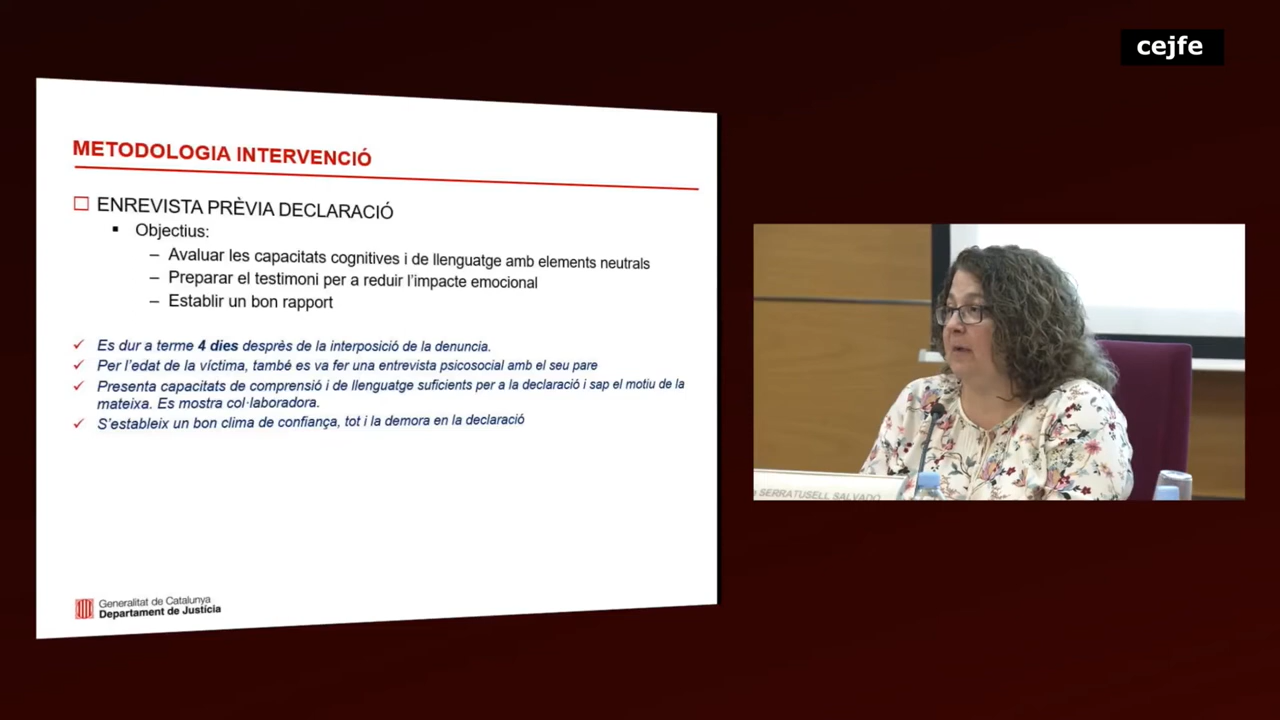 cejfe
METODOLOGIA INTERVENCIÓ
ENREVISTA PRÈVIA DECLARACIÓ
Objectius:
– Avaluar les capacitats cognitives i de llenguatge amb elements neutrals
– Preparar el testimoni per a reduir l'impacte emocional
– Establir un bon rapport
Es dur a terme 4 dies desprès de la interposició de la denuncia.
Per l'edat de la víctima, també es va fer una entrevista psicosocial amb el seu pare
Presenta capacitats de comprensió i de llenguatge suficients per a la declaració i sap el motiu de la
mateixa. Es mostra col·laboradora.
S'estableix un bon clima de confiança, tot i la demora en la declaració
Generalitat de Catalunya
Departament de Justícia
SERRATUSELL SALVADÓ